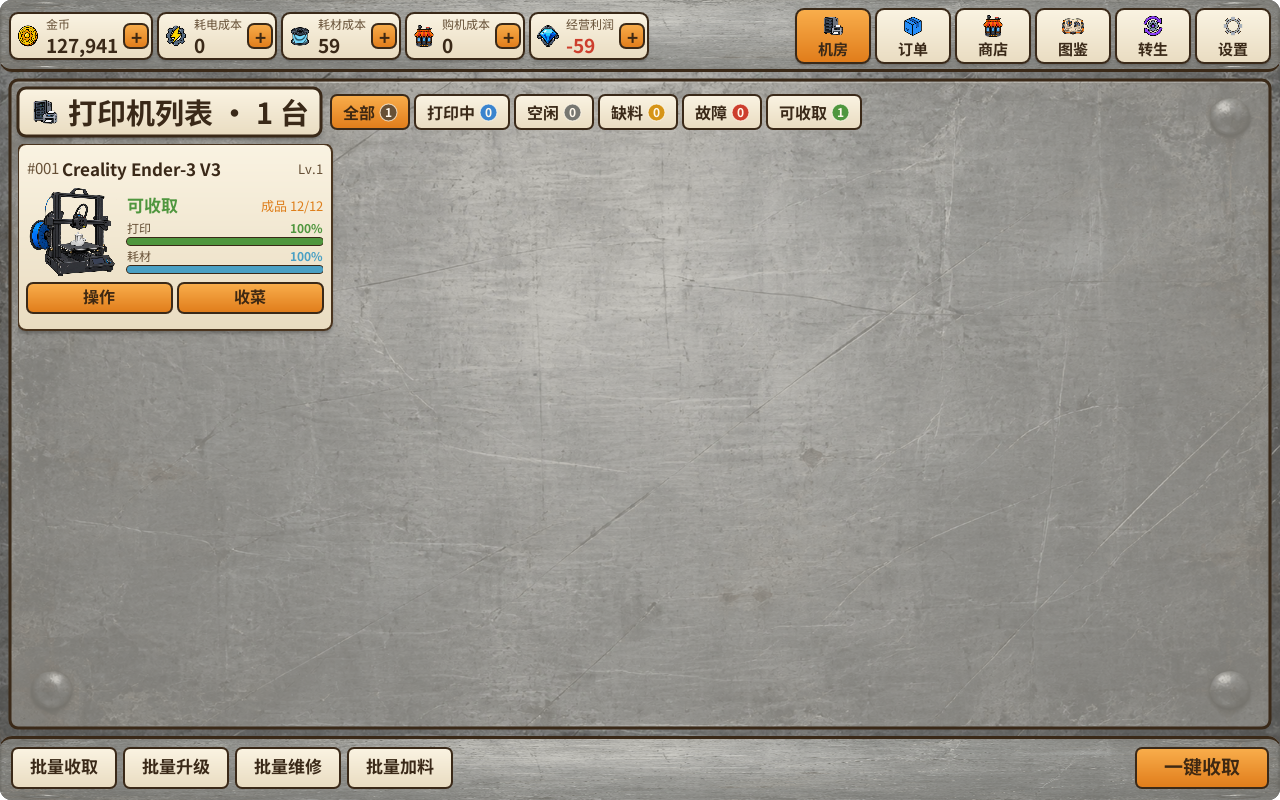 金币
127,941
+
耗电成本
0
+
耗材成本
59
+
购机成本
0
+
经营利润
-59
+
机房
订单
商店
图鉴
转生
设置
打印机列表 · 1 台
全部 1
打印中 0
空闲 0
缺料 0
故障 0
可收取 1
#001 Creality Ender-3 V3 Lv.1
可收取 成品 12/12
打印 100%
耗材 100%
操作
收菜
批量收取
批量升级
批量维修
批量加料
一键收取